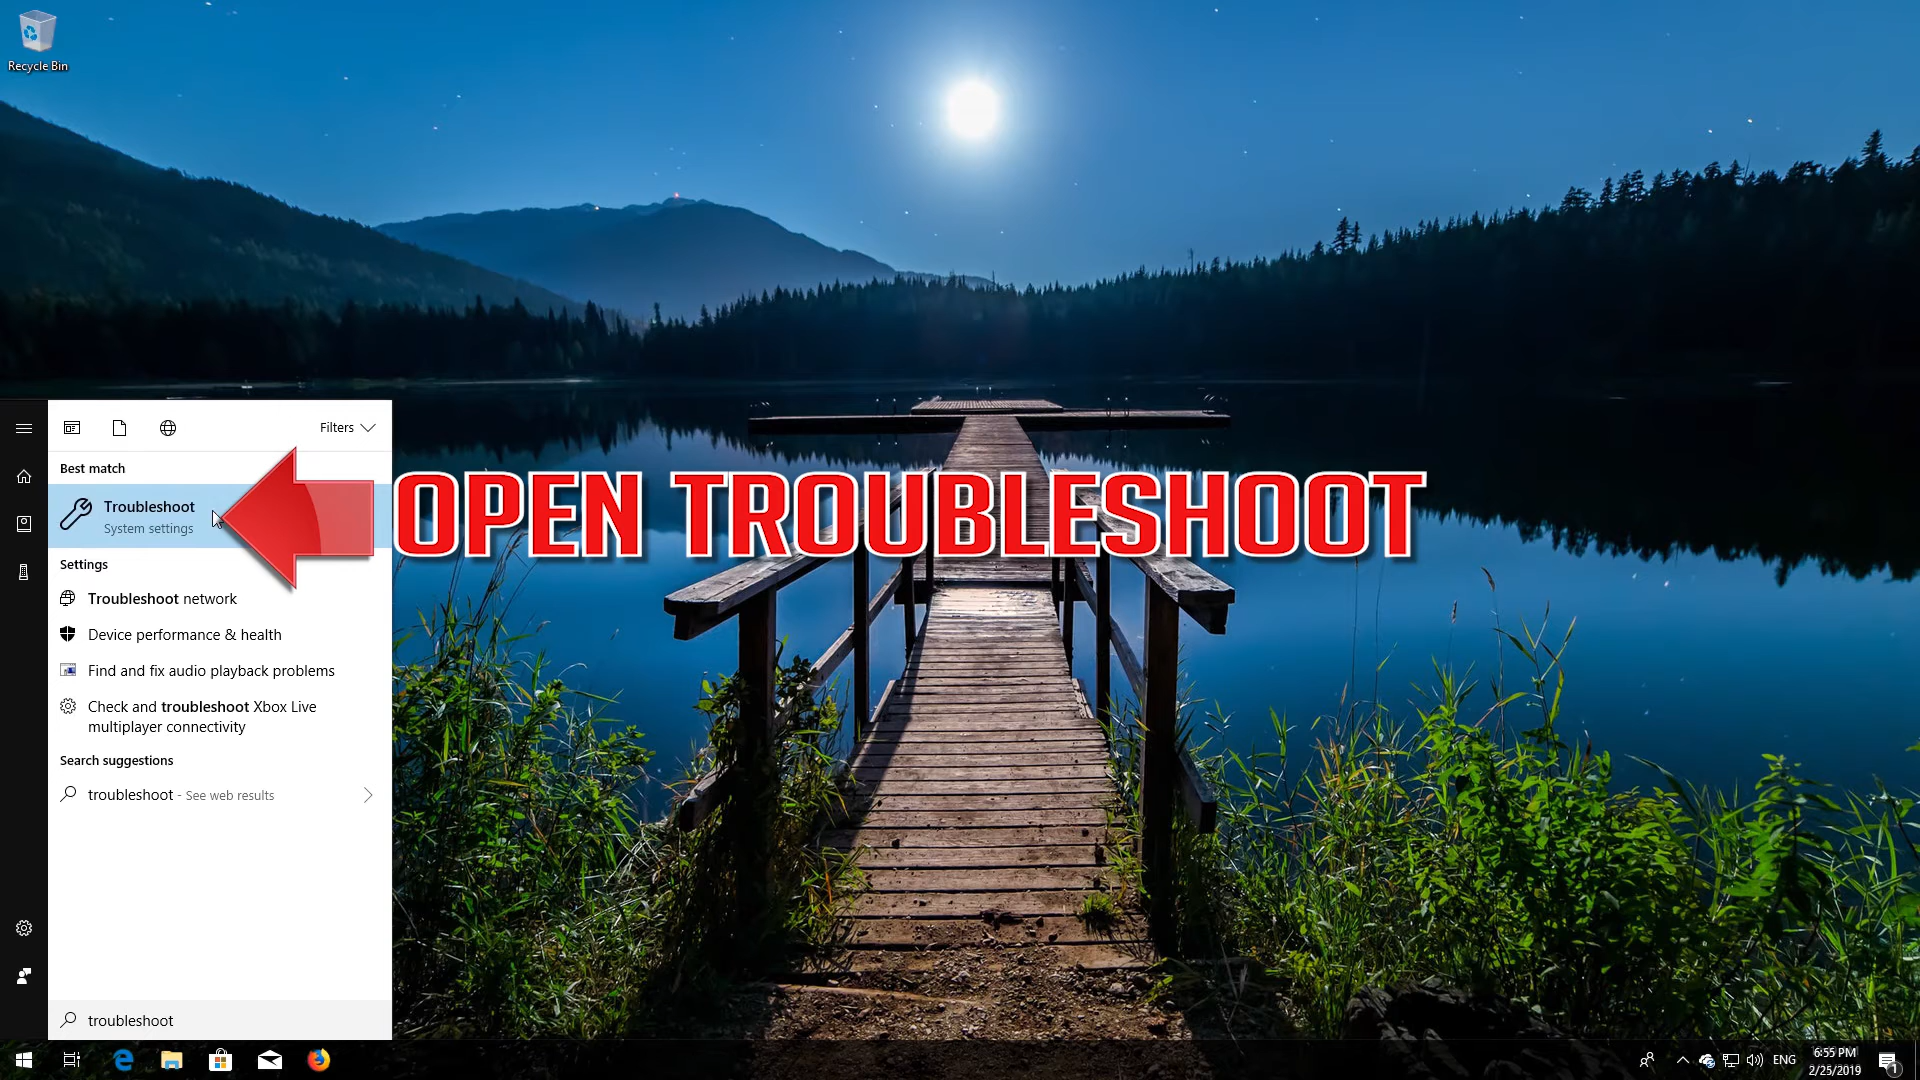 Recycle Bin
Filters
Best match
Troubleshoot
System settings
OPEN TROUBLESHOOT
Settings
Troubleshoot network
Device performance & health
Find and fix audio playback problems
Check and troubleshoot Xbox Live
multiplayer connectivity
Search suggestions
troubleshoot - See web results
troubleshoot
ENG
6:55 PM
2/25/2019
1